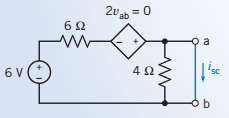 2v_ab = 0
6 Ω
a
− +
6 V + −
4 Ω
i_sc
b